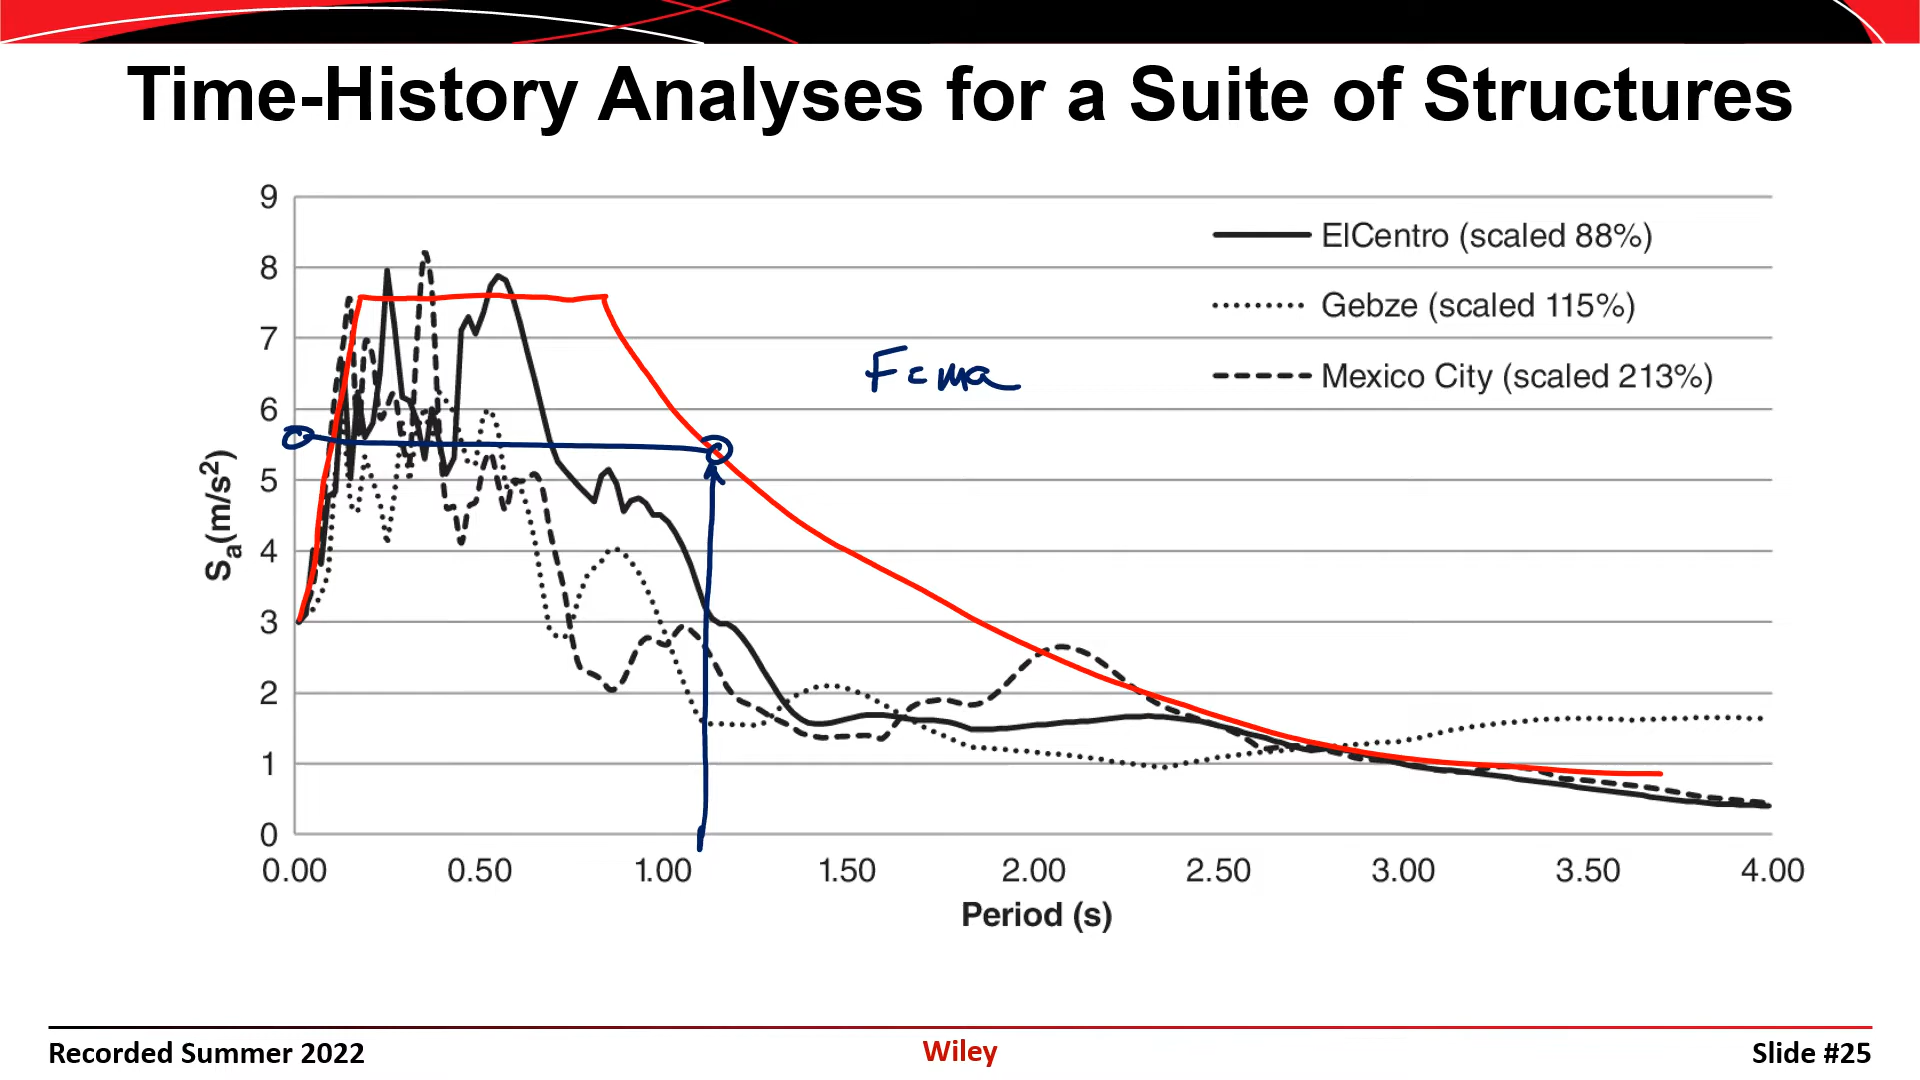 Time-History Analyses for a Suite of Structures
9
8
7
6
5
4
3
2
1
0
Sa(m/s²)
ElCentro (scaled 88%)
Gebze (scaled 115%)
Mexico City (scaled 213%)
F=ma
0.00 0.50 1.00 1.50 2.00 2.50 3.00 3.50 4.00
Period (s)
Recorded Summer 2022 Wiley Slide #25